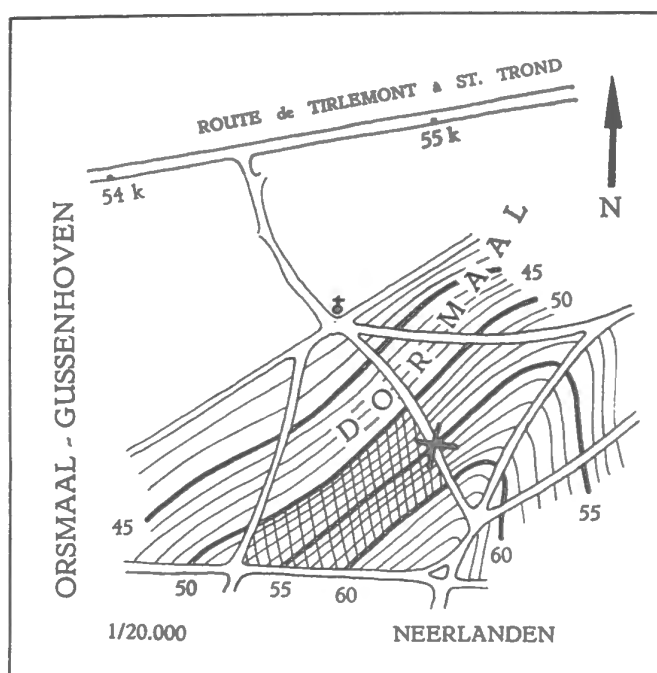 ROUTE de TIRLEMONT à ST. TROND
55 k
54 k
N
DORMAAL
45
50
ORSMAAL - GUSSENHOVEN
45
50
55
60
60
55
1/20.000
NEERLANDEN